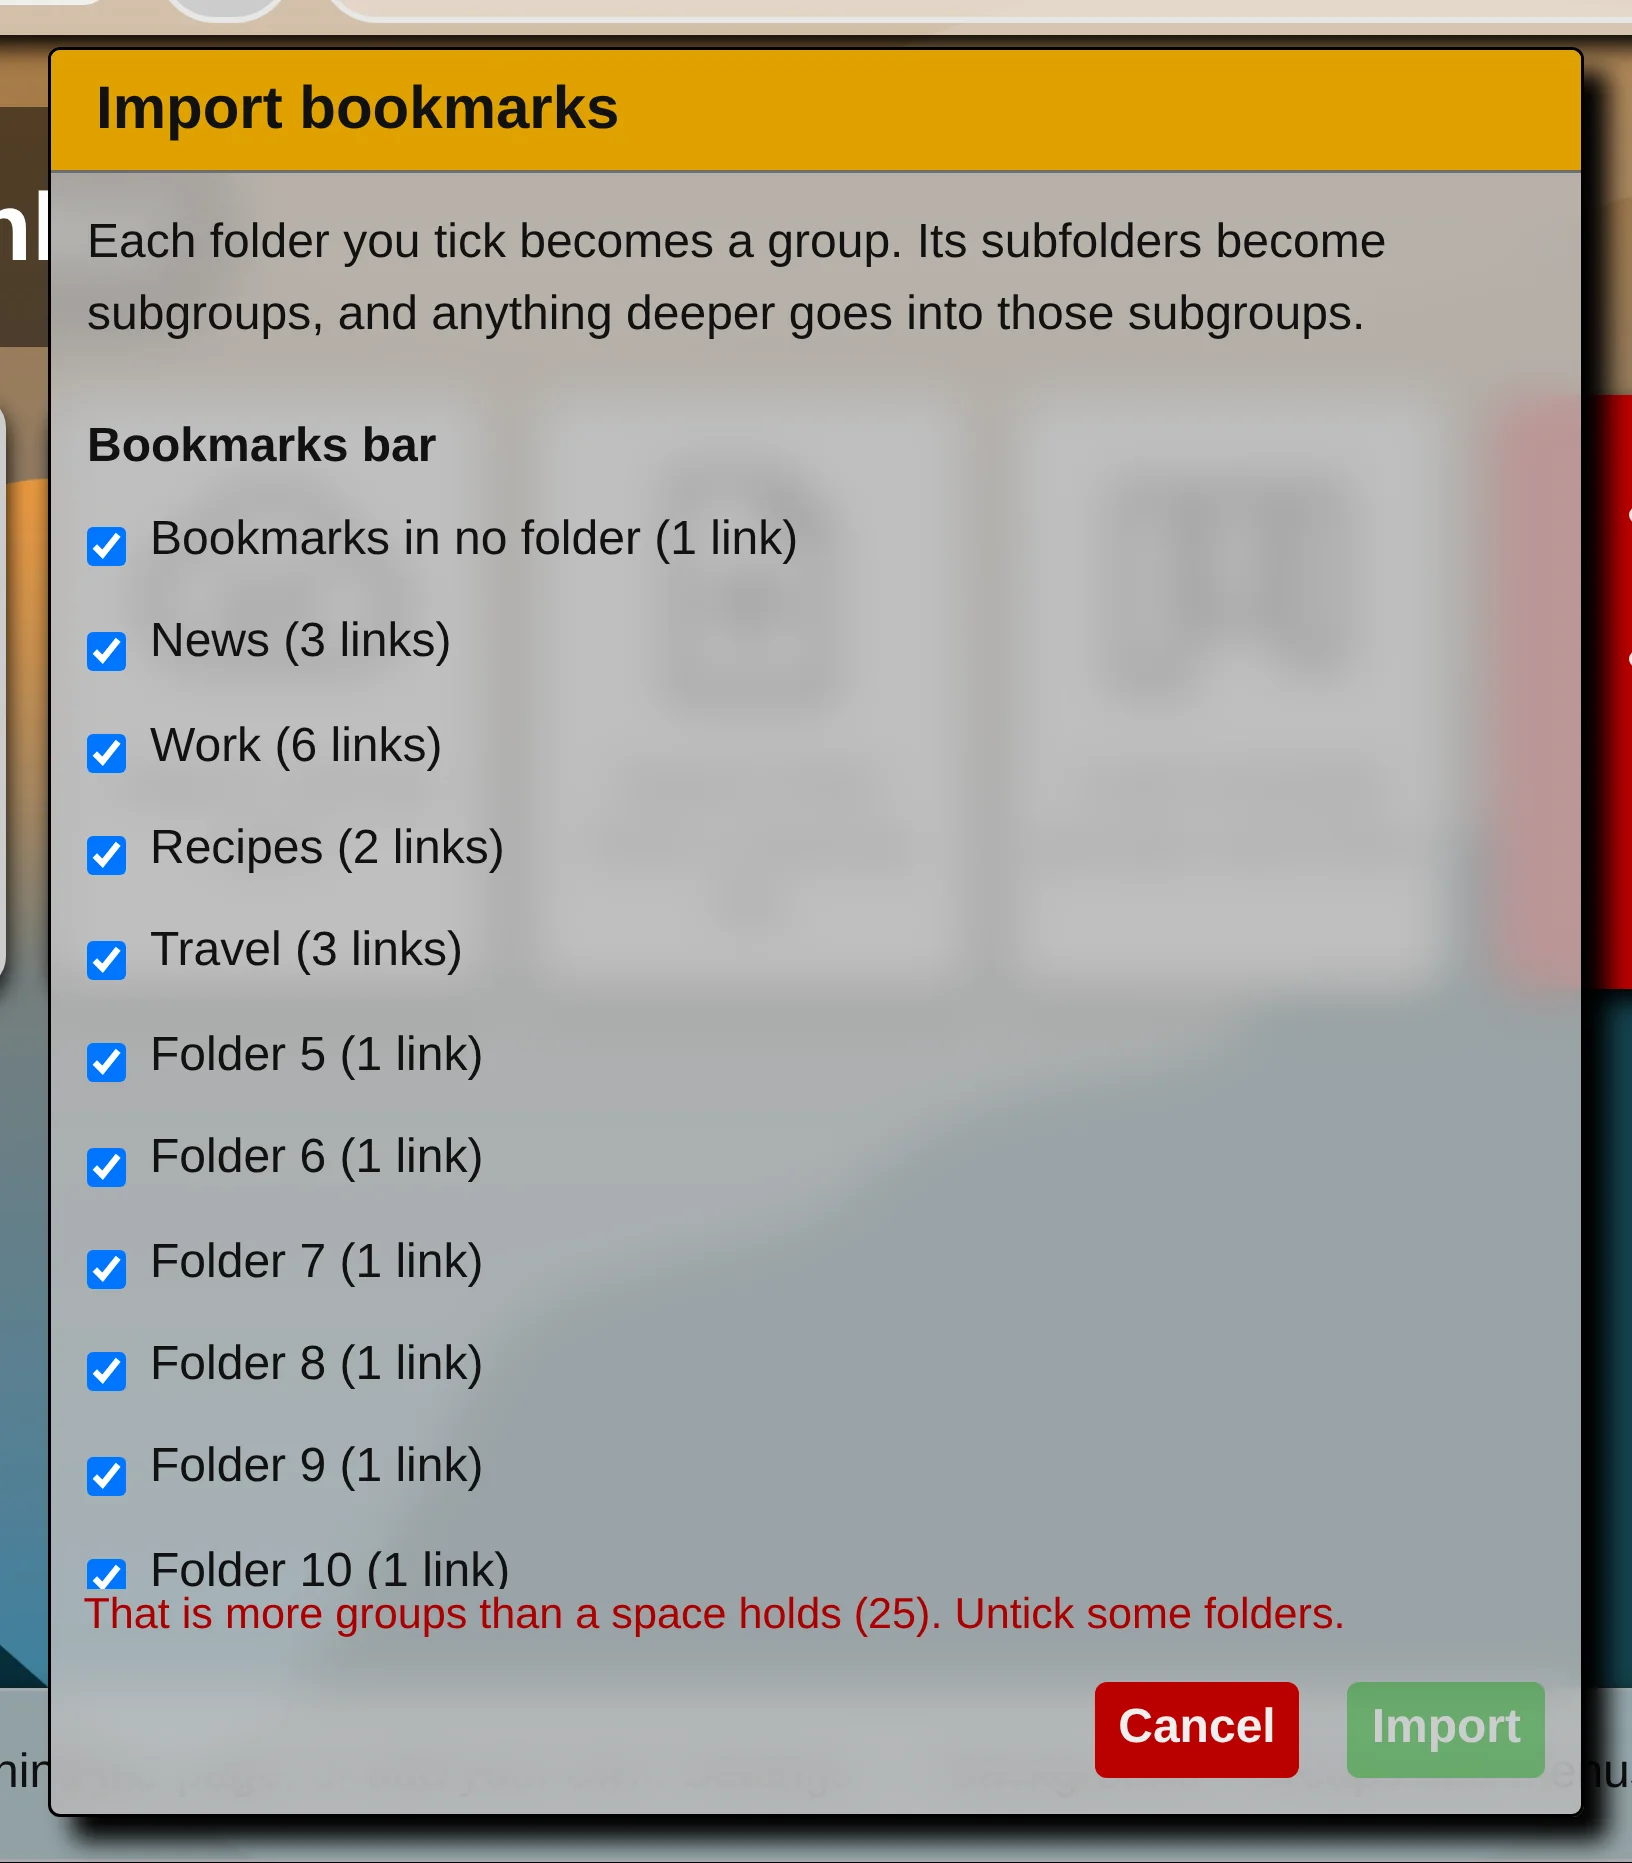 Import bookmarks
Each folder you tick becomes a group. Its subfolders become
subgroups, and anything deeper goes into those subgroups.
Bookmarks bar
Bookmarks in no folder (1 link)
News (3 links)
Work (6 links)
Recipes (2 links)
Travel (3 links)
Folder 5 (1 link)
Folder 6 (1 link)
Folder 7 (1 link)
Folder 8 (1 link)
Folder 9 (1 link)
Folder 10 (1 link)
That is more groups than a space holds (25). Untick some folders.
Cancel Import